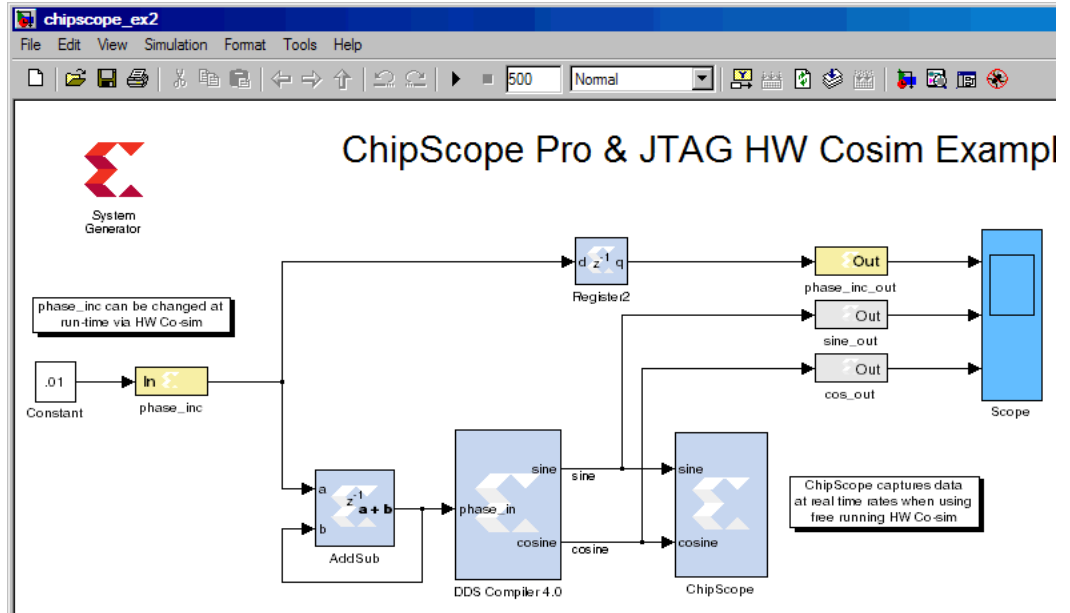 chipscope_ex2
File Edit View Simulation Format Tools Help
500 Normal
ChipScope Pro & JTAG HW Cosim Exampl
System
Generator
phase_inc can be changed at
run-time via HW Co-sim
.01
Constant
In
phase_inc
d z-1 q
Register2
Out
phase_inc_out
Out
sine_out
Out
cos_out
Scope
a
b
z-1
a + b
AddSub
phase_in
sine
cosine
DDS Compiler 4.0
sine
cosine
sine
cosine
ChipScope
ChipScope captures data
at real time rates when using
free running HW Co-sim